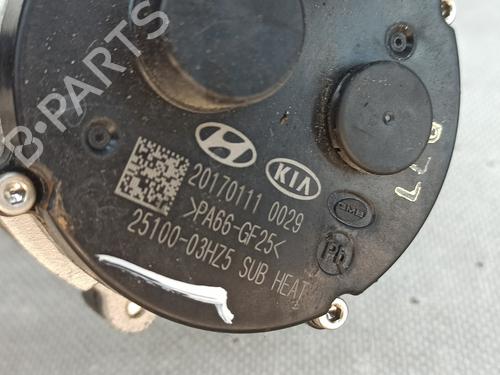 B-PARTS
KIA
20170111 0029
>PA66-GF25<
25100-03HZ5 SUB HEAT
Pb